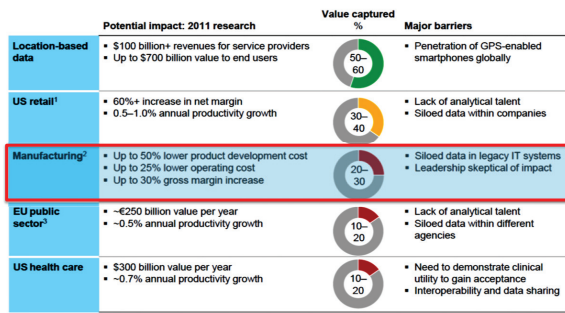 Potential impact: 2011 research
Value captured
%
Major barriers
Location-based
data
▪ $100 billion+ revenues for service providers
▪ Up to $700 billion value to end users
50–
60
▪ Penetration of GPS-enabled
smartphones globally
US retail¹
▪ 60%+ increase in net margin
▪ 0.5–1.0% annual productivity growth
30–
40
▪ Lack of analytical talent
▪ Siloed data within companies
Manufacturing²
▪ Up to 50% lower product development cost
▪ Up to 25% lower operating cost
▪ Up to 30% gross margin increase
20–
30
▪ Siloed data in legacy IT systems
▪ Leadership skeptical of impact
EU public
sector³
▪ ~€250 billion value per year
▪ ~0.5% annual productivity growth
10–
20
▪ Lack of analytical talent
▪ Siloed data within different
agencies
US health care
▪ $300 billion value per year
▪ ~0.7% annual productivity growth
10–
20
▪ Need to demonstrate clinical
utility to gain acceptance
▪ Interoperability and data sharing